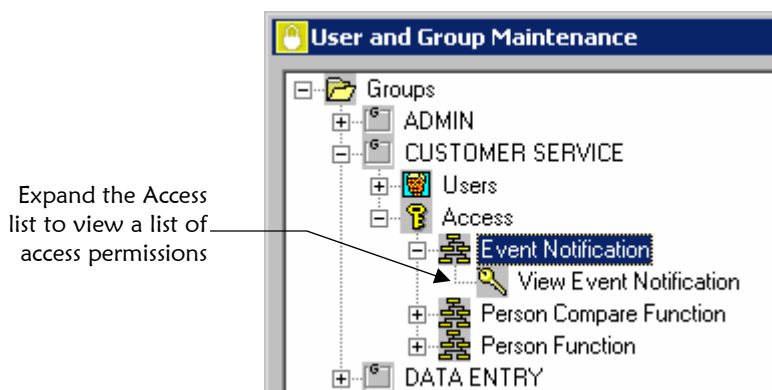 User and Group Maintenance
Groups
ADMIN
CUSTOMER SERVICE
Users
Access
Event Notification
View Event Notification
Person Compare Function
Person Function
DATA ENTRY
Expand the Access
list to view a list of
access permissions